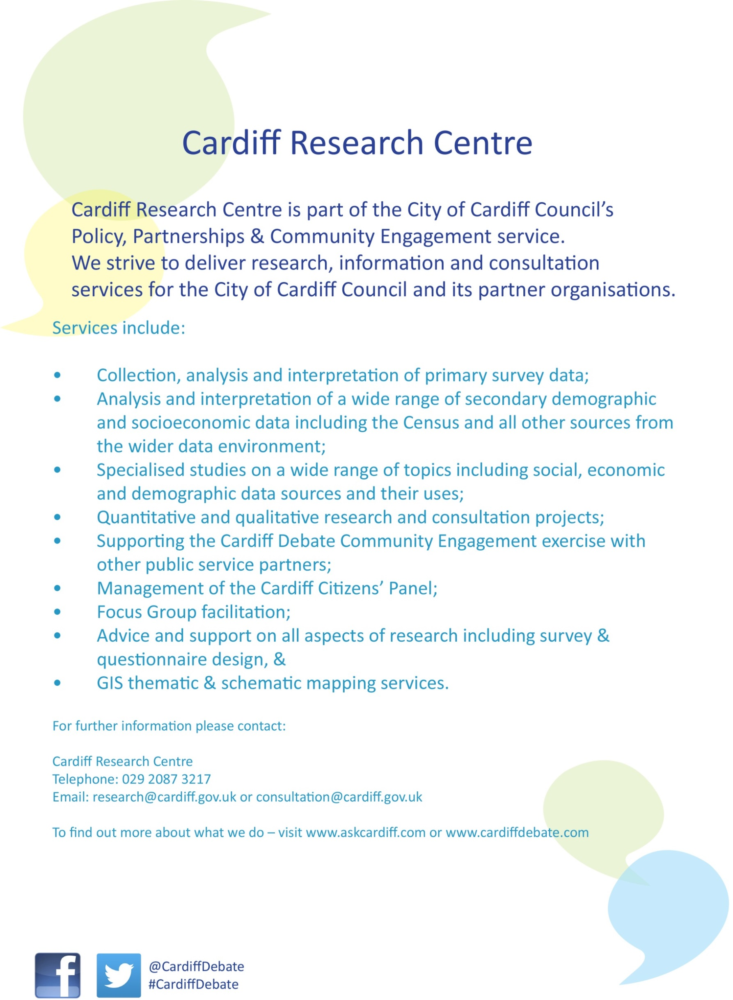 Cardiff Research Centre
Cardiff Research Centre is part of the City of Cardiff Council’s
Policy, Partnerships & Community Engagement service.
We strive to deliver research, information and consultation
services for the City of Cardiff Council and its partner organisations.
Services include:
• Collection, analysis and interpretation of primary survey data;
• Analysis and interpretation of a wide range of secondary demographic
and socioeconomic data including the Census and all other sources from
the wider data environment;
• Specialised studies on a wide range of topics including social, economic
and demographic data sources and their uses;
• Quantitative and qualitative research and consultation projects;
• Supporting the Cardiff Debate Community Engagement exercise with
other public service partners;
• Management of the Cardiff Citizens’ Panel;
• Focus Group facilitation;
• Advice and support on all aspects of research including survey &
questionnaire design, &
• GIS thematic & schematic mapping services.
For further information please contact:
Cardiff Research Centre
Telephone: 029 2087 3217
Email: research@cardiff.gov.uk or consultation@cardiff.gov.uk
To find out more about what we do – visit www.askcardiff.com or www.cardiffdebate.com
@CardiffDebate
#CardiffDebate